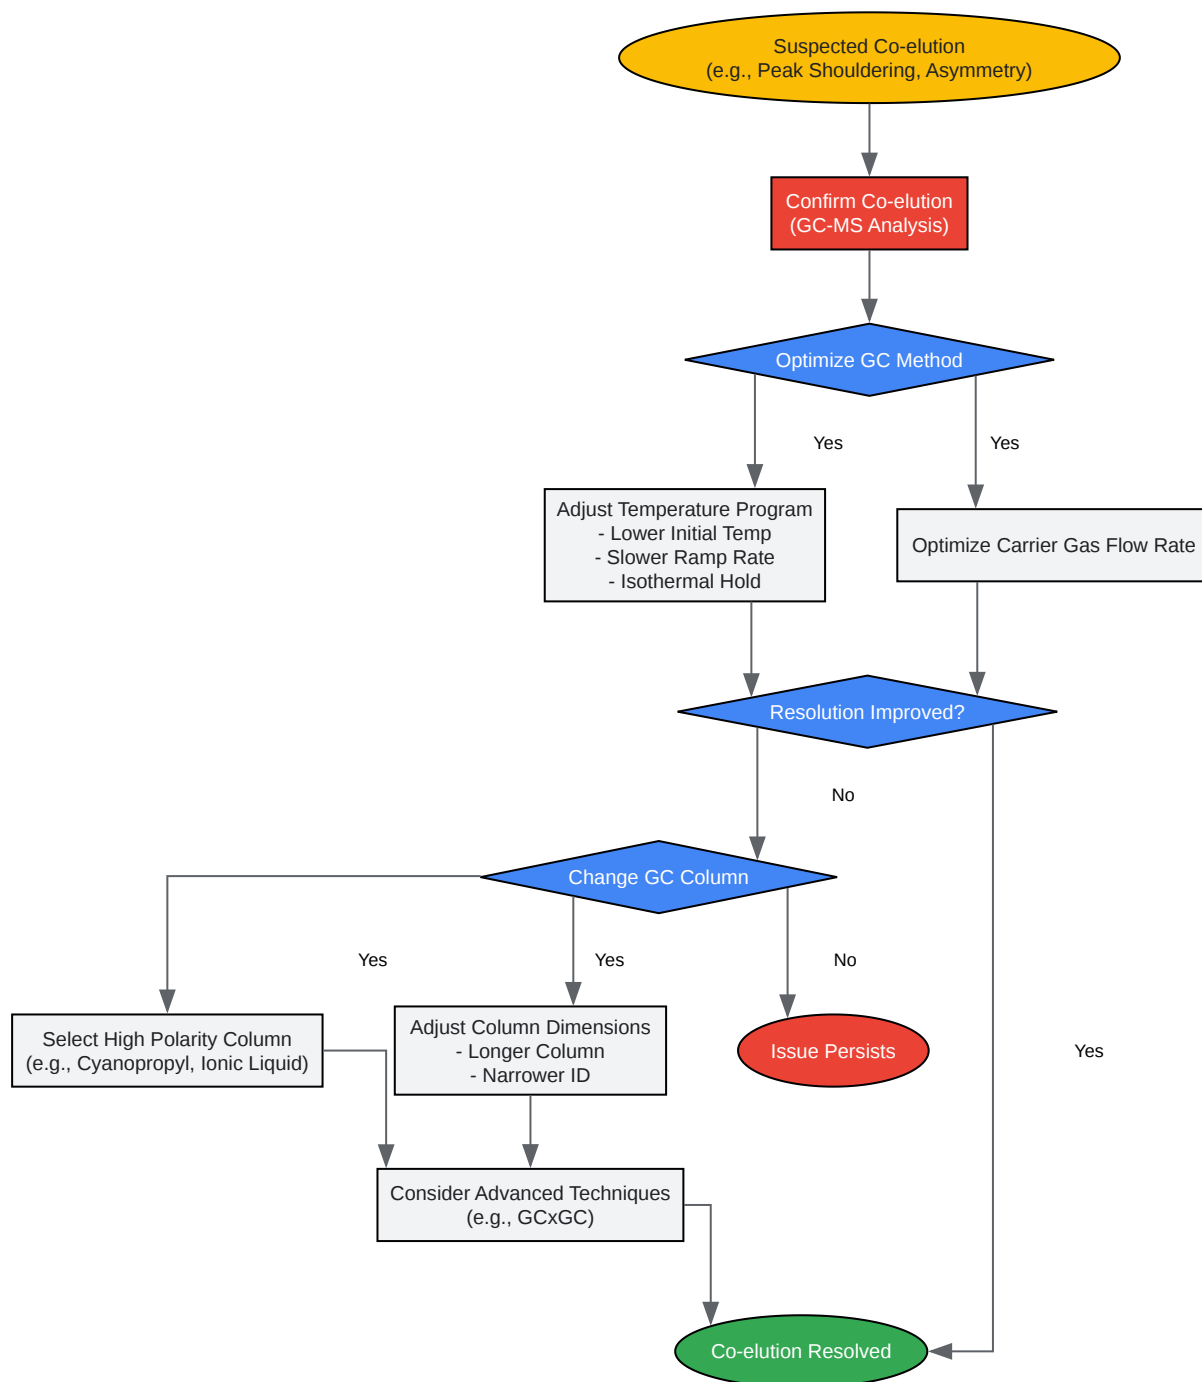 Suspected Co-elution
(e.g., Peak Shouldering, Asymmetry)
Confirm Co-elution
(GC-MS Analysis)
Optimize GC Method
Yes
Yes
Adjust Temperature Program
- Lower Initial Temp
- Slower Ramp Rate
- Isothermal Hold
Optimize Carrier Gas Flow Rate
Resolution Improved?
No
Change GC Column
Yes
Yes
No
Select High Polarity Column
(e.g., Cyanopropyl, Ionic Liquid)
Adjust Column Dimensions
- Longer Column
- Narrower ID
Issue Persists
Yes
Consider Advanced Techniques
(e.g., GCxGC)
Co-elution Resolved